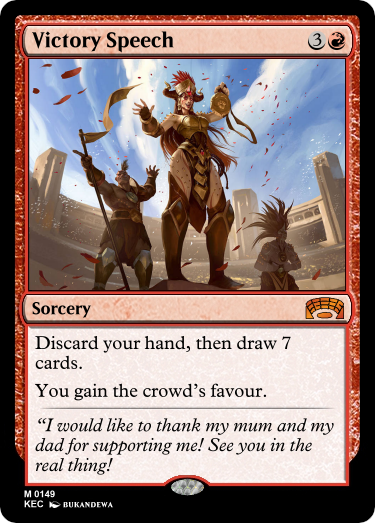 Victory Speech 3
Sorcery
Discard your hand, then draw 7
cards.
You gain the crowd's favour.
“I would like to thank my mum and my
dad for supporting me! See you in the
real thing!
M 0149
KEC BUKANDEWA